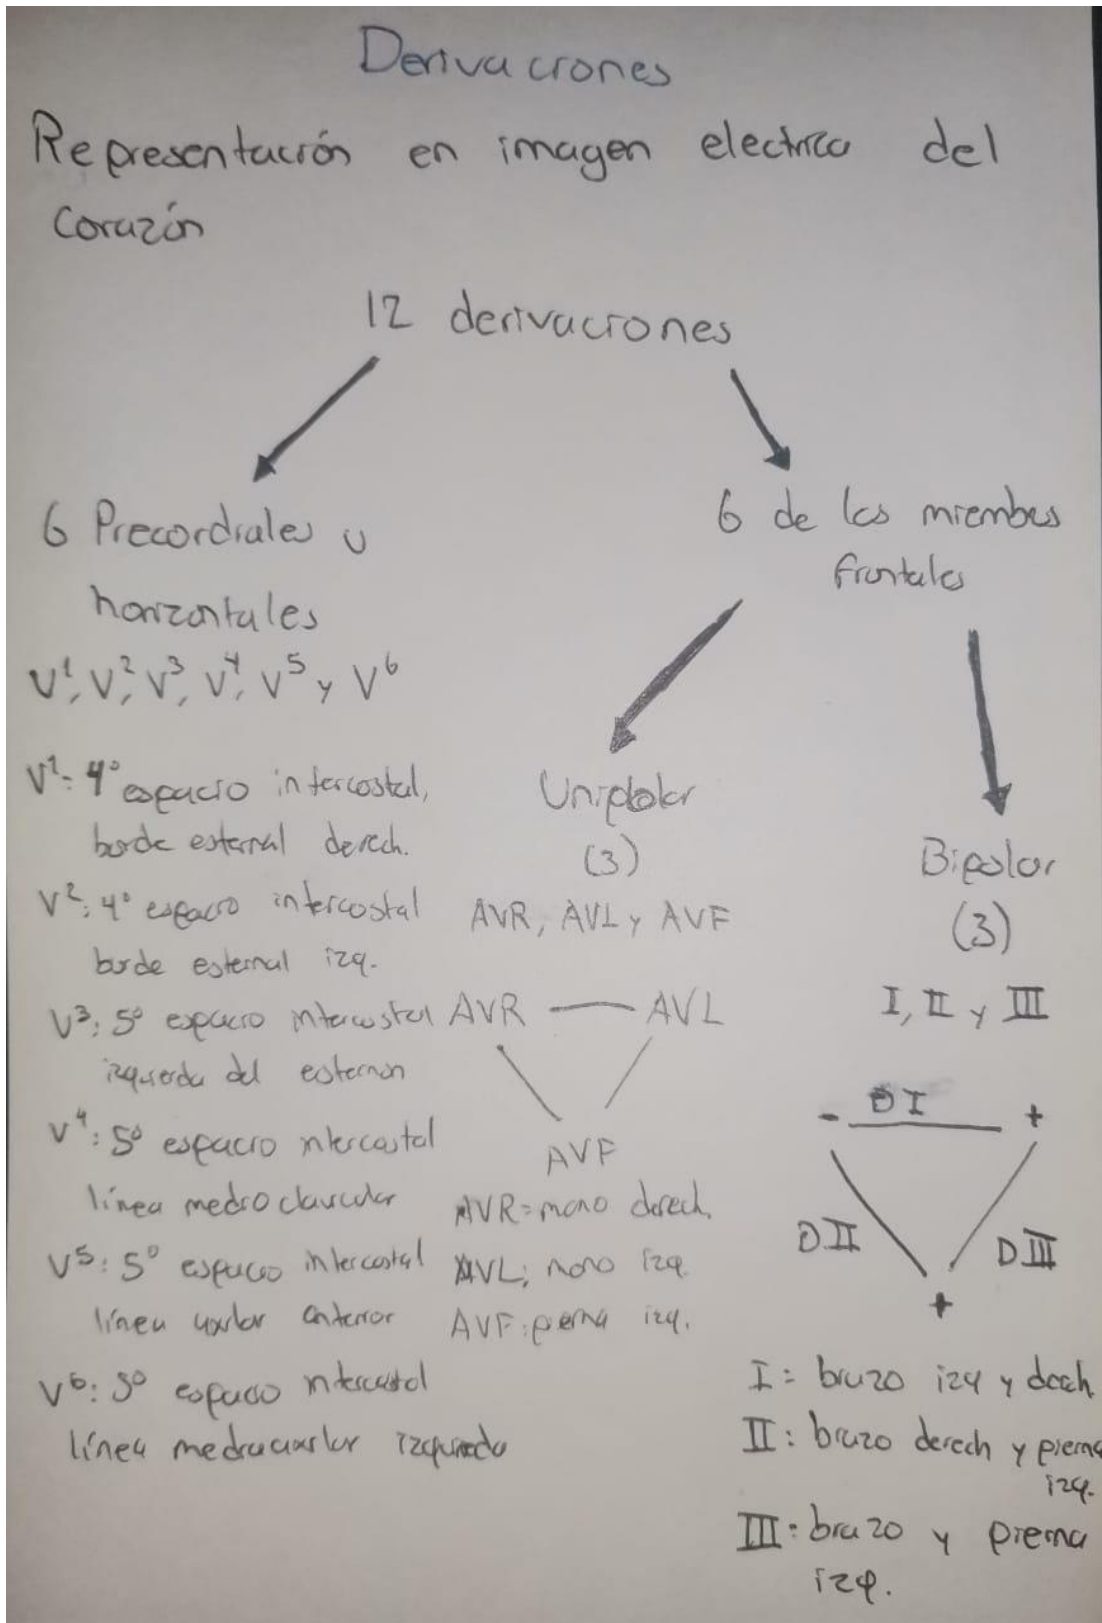 Derivaciones
Representación en imagen electrica del
Corazón
12 derivaciones
6 Precordiales u
horizontales
V¹, V², V³, V⁴, V⁵ y V⁶
V¹: 4° espacio intercostal,
borde esternal derech.
V²: 4° espacio intercostal
borde esternal izq.
V³: 5° espacio intercostal
izquierda del esternon
V⁴: 5° espacio intercostal
línea medio clavicular
V⁵: 5° espacio intercostal
línea axilar anterior
V⁶: 5° espacio intercostal
línea medioaxilar izquierda
6 de los miembros
frontales
Uniplolar
(3)
AVR, AVL y AVF
AVR AVL
AVF
AVR= mano derech.
AVL: mano izq.
AVF: pierna izq.
Bipolar
(3)
I, II y III
- DI +
DII DIII
+
I: brazo izq y dech.
II: brazo derech y pierna
izq.
III: brazo y pierna
izq.